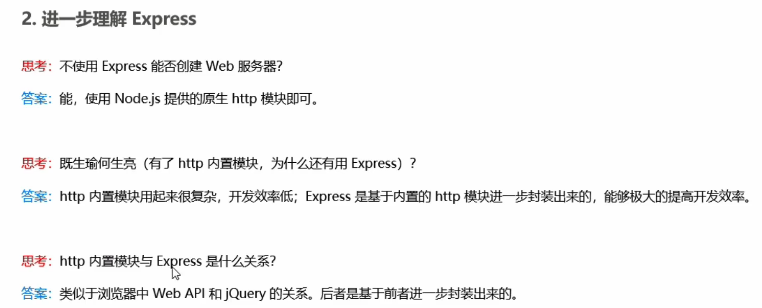 2. 进一步理解 Express
思考：不使用 Express 能否创建 Web 服务器？
答案：能，使用 Node.js 提供的原生 http 模块即可。
思考：既生瑜何生亮（有了 http 内置模块，为什么还有用 Express）？
答案：http 内置模块用起来很复杂，开发效率低；Express 是基于内置的 http 模块进一步封装出来的，能够极大的提高开发效率。
思考：http 内置模块与 Express 是什么关系？
答案：类似于浏览器中 Web API 和 jQuery 的关系。后者是基于前者进一步封装出来的。